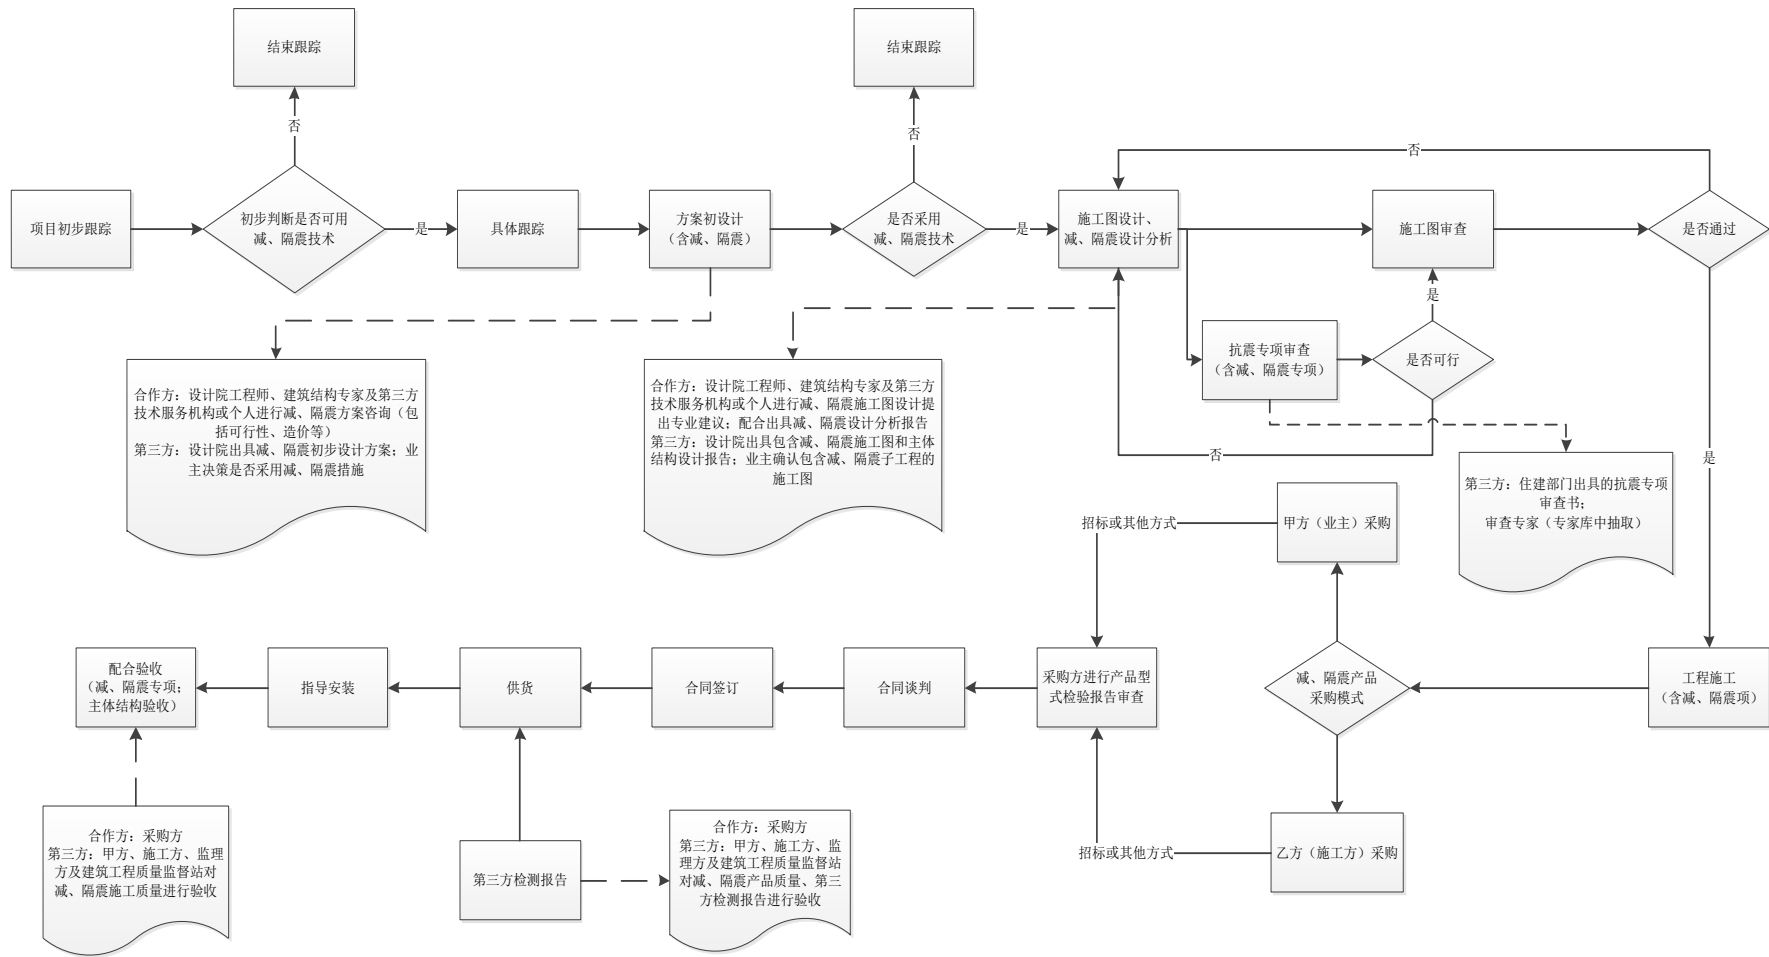 结束跟踪
结束跟踪
否
否
否
项目初步跟踪
初步判断是否可用
减、隔震技术
是
具体跟踪
方案初设计
（含减、隔震）
是否采用
减、隔震技术
是
施工图设计、
减、隔震设计分析
施工图审查
是否通过
是
抗震专项审查
（含减、隔震专项）
是否可行
否
是
合作方：设计院工程师、建筑结构专家及第三方
技术服务机构或个人进行减、隔震方案咨询（包
括可行性、造价等）
第三方：设计院出具减、隔震初步设计方案；业
主决策是否采用减、隔震措施
合作方：设计院工程师、建筑结构专家及第三方
技术服务机构或个人进行减、隔震施工图设计提
出专业建议；配合出具减、隔震设计分析报告
第三方：设计院出具包含减、隔震施工图和主体
结构设计报告；业主确认包含减、隔震子工程的
施工图
第三方：住建部门出具的抗震专项
审查书；
审查专家（专家库中抽取）
招标或其他方式
甲方（业主）采购
配合验收
（减、隔震专项；
主体结构验收）
指导安装
供货
合同签订
合同谈判
采购方进行产品型
式检验报告审查
减、隔震产品
采购模式
工程施工
（含减、隔震项）
合作方：采购方
第三方：甲方、施工方、监理
方及建筑工程质量监督站对
减、隔震施工质量进行验收
第三方检测报告
合作方：采购方
第三方：甲方、施工方、监
理方及建筑工程质量监督站
对减、隔震产品质量、第三
方检测报告进行验收
招标或其他方式
乙方（施工方）采购